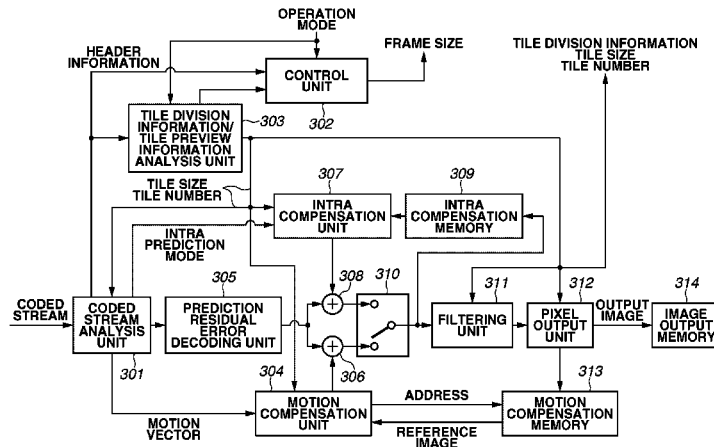 OPERATION
MODE
HEADER
INFORMATION
FRAME SIZE
TILE DIVISION INFORMATION
TILE SIZE
TILE NUMBER
CONTROL
UNIT
302
303
TILE DIVISION
INFORMATION/
TILE PREVIEW
INFORMATION
ANALYSIS UNIT
307
309
TILE SIZE
TILE NUMBER
INTRA
COMPENSATION
UNIT
INTRA
COMPENSATION
MEMORY
INTRA
PREDICTION
MODE
305
308
310
311
312
314
CODED
STREAM
CODED
STREAM
ANALYSIS
UNIT
301
PREDICTION
RESIDUAL
ERROR
DECODING UNIT
FILTERING
UNIT
PIXEL
OUTPUT
UNIT
OUTPUT
IMAGE
IMAGE
OUTPUT
MEMORY
304
306
313
MOTION
VECTOR
MOTION
COMPENSATION
UNIT
ADDRESS
REFERENCE
IMAGE
MOTION
COMPENSATION
MEMORY